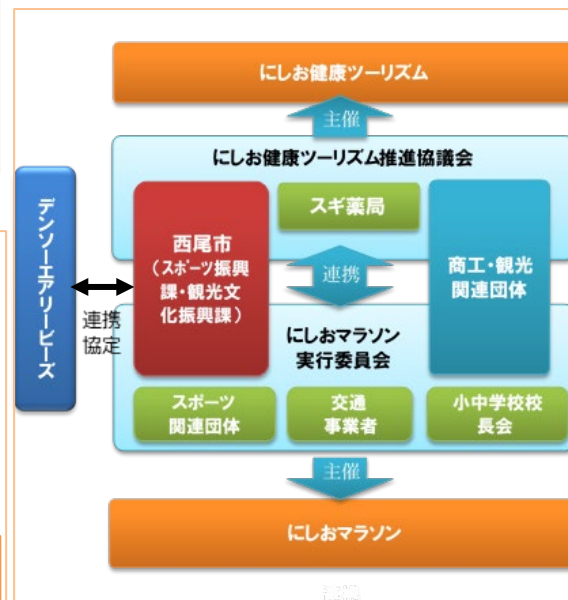 にしお健康ツーリズム
主催
にしお健康ツーリズム推進協議会
デンソーエアリービーズ
連携
協定
西尾市
（スポーツ振興
課・観光文
化振興課）
スギ薬局
連携
商工・観光
関連団体
にしおマラソン
実行委員会
スポーツ
関連団体
交通
事業者
小中学校校
長会
主催
にしおマラソン